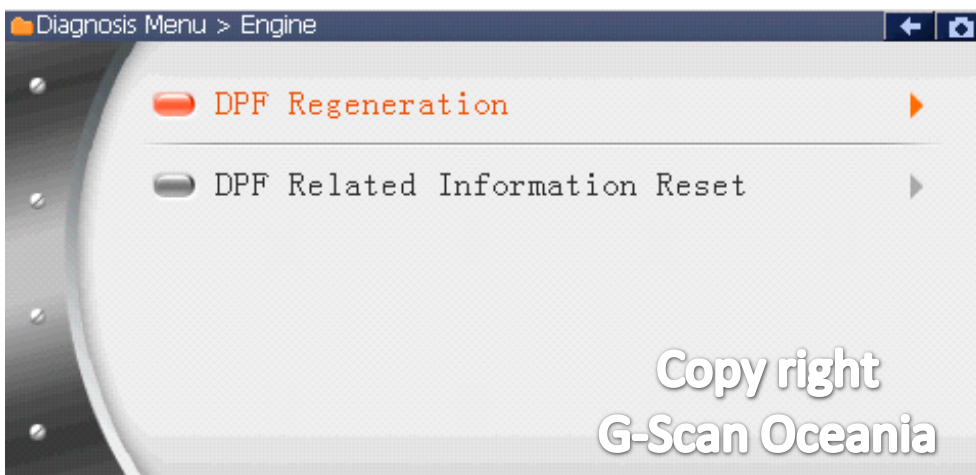 Diagnosis Menu > Engine
DPF Regeneration
DPF Related Information Reset
Copy right
G-Scan Oceania